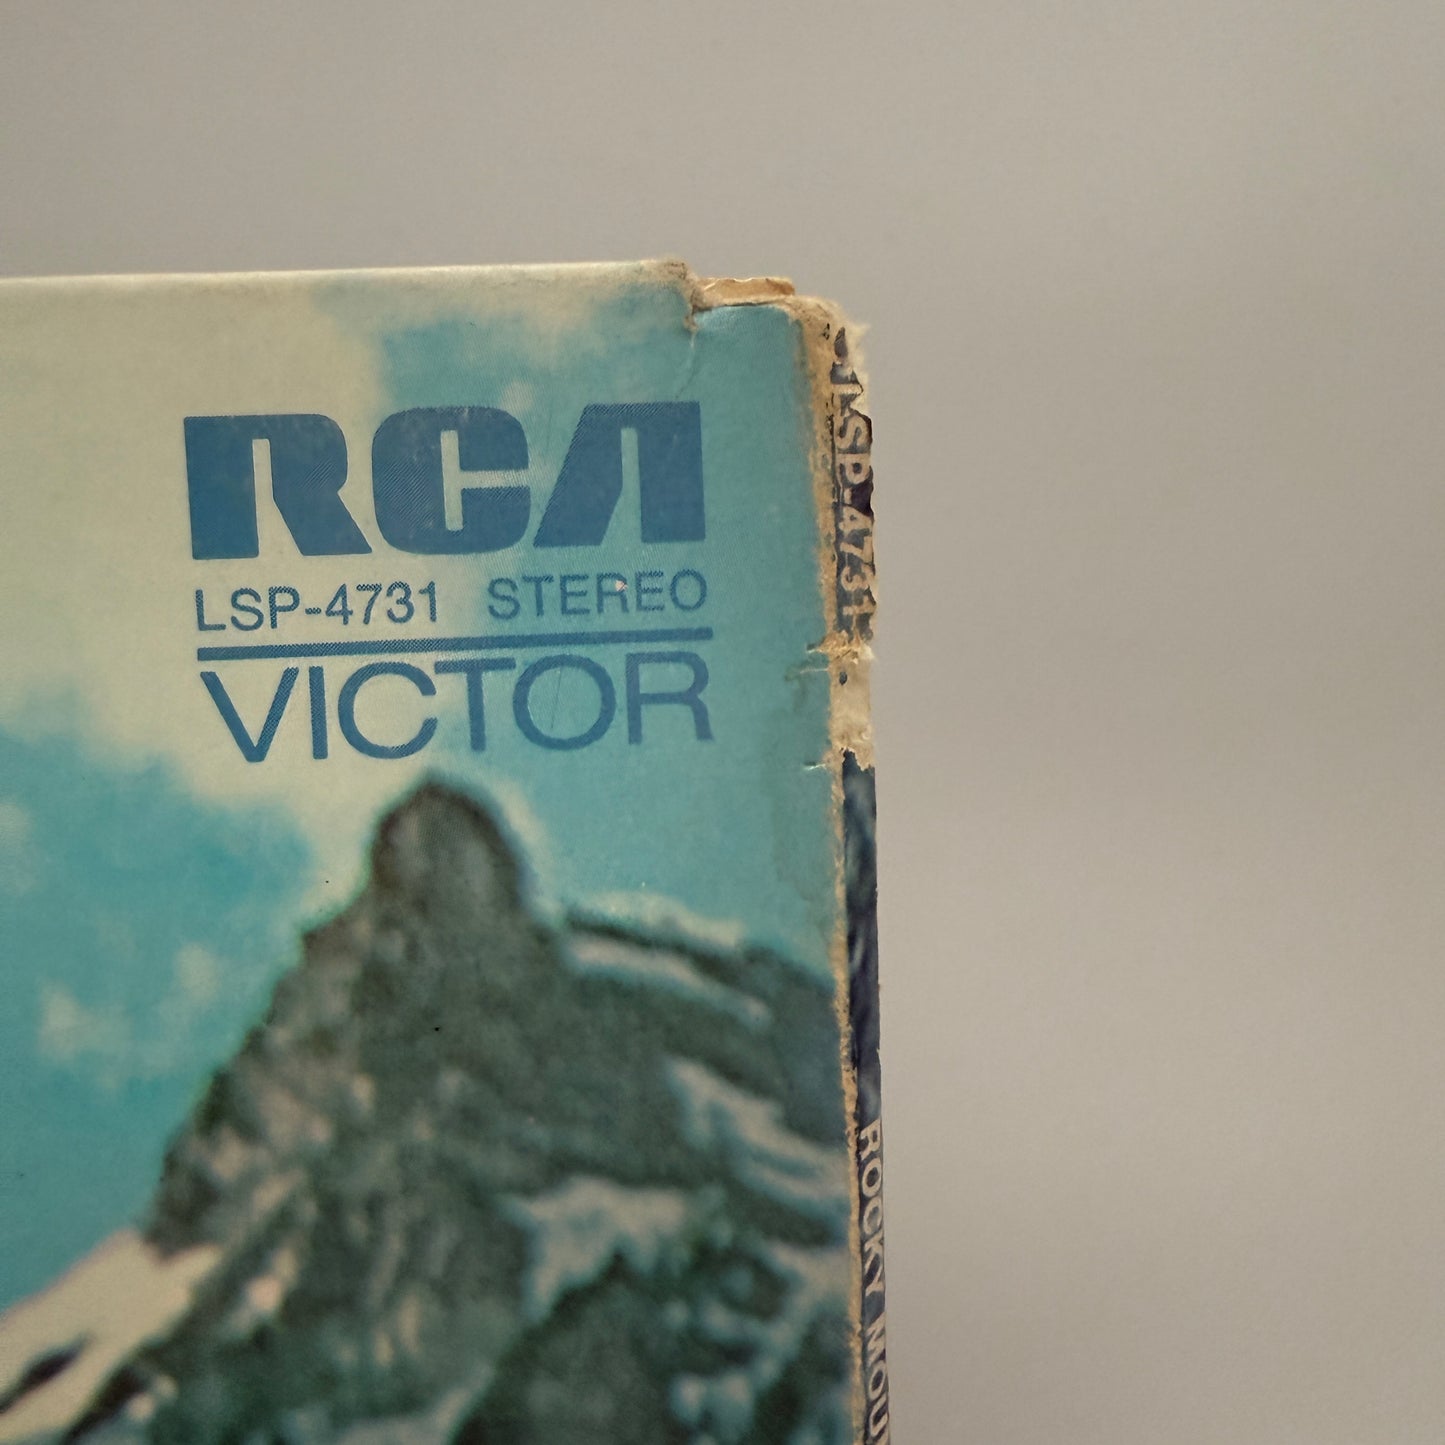 RCA
LSP-4731 STEREO
VICTOR
LSP-4731
ROCKY MOU